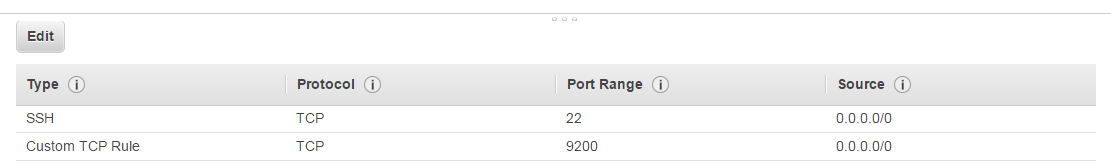 Edit
Type Protocol Port Range Source
SSH TCP 22 0.0.0.0/0
Custom TCP Rule TCP 9200 0.0.0.0/0